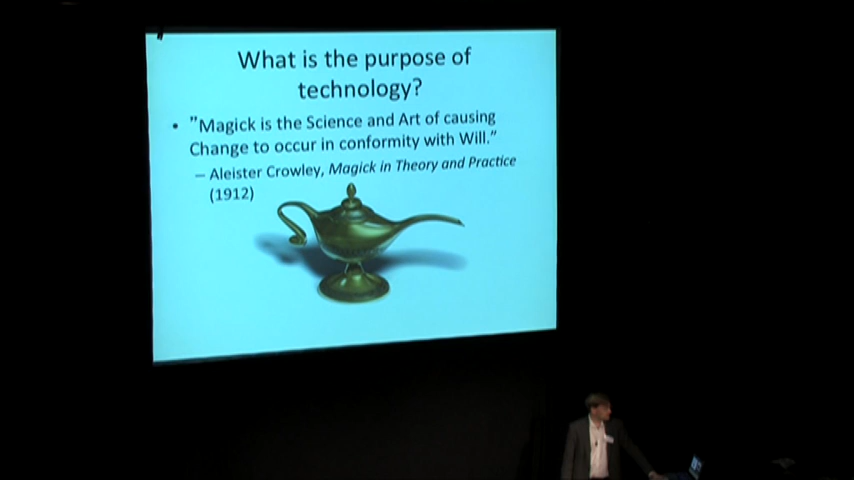 What is the purpose of
technology?
• "Magick is the Science and Art of causing
Change to occur in conformity with Will.”
– Aleister Crowley, Magick in Theory and Practice
(1912)